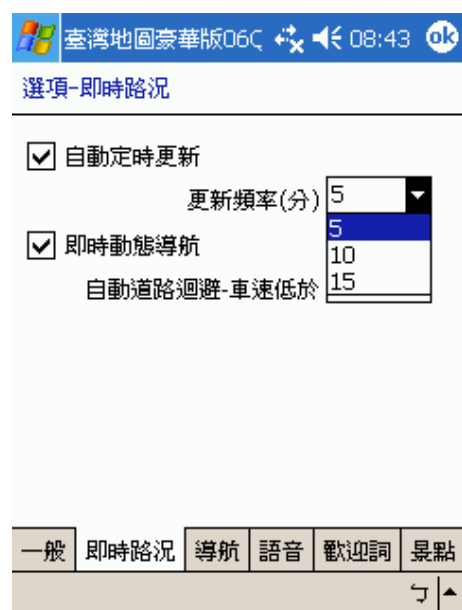 臺灣地圖豪華版06Q 08:43 ok
選項-即時路況
自動定時更新
更新頻率(分) 5
5
即時動態導航
10
自動道路迴避-車速低於 15
一般 即時路況 導航 語音 歡迎詞 景點
ㄅ